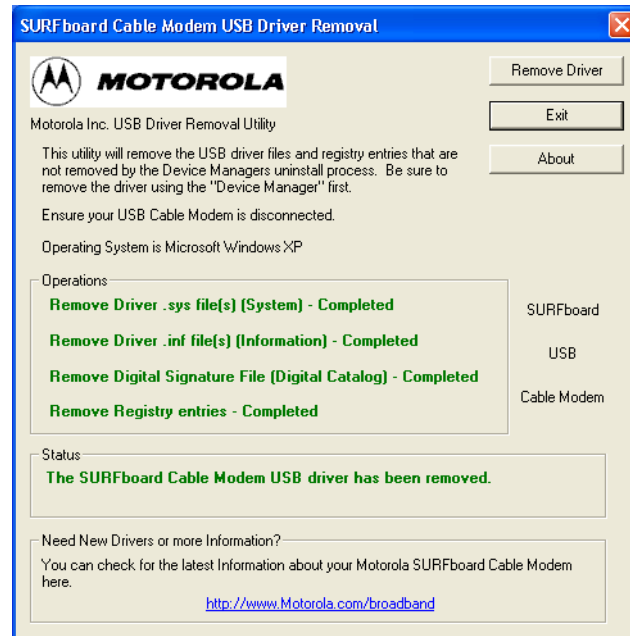 SURFboard Cable Modem USB Driver Removal
MOTOROLA
Remove Driver
Exit
About
Motorola Inc. USB Driver Removal Utility
This utility will remove the USB driver files and registry entries that are
not removed by the Device Managers uninstall process. Be sure to
remove the driver using the "Device Manager" first.
Ensure your USB Cable Modem is disconnected.
Operating System is Microsoft Windows XP
Operations
Remove Driver .sys file(s) (System) - Completed
Remove Driver .inf file(s) (Information) - Completed
Remove Digital Signature File (Digital Catalog) - Completed
Remove Registry entries - Completed
SURFboard
USB
Cable Modem
Status
The SURFboard Cable Modem USB driver has been removed.
Need New Drivers or more Information?
You can check for the latest Information about your Motorola SURFboard Cable Modem
here.
http://www.Motorola.com/broadband